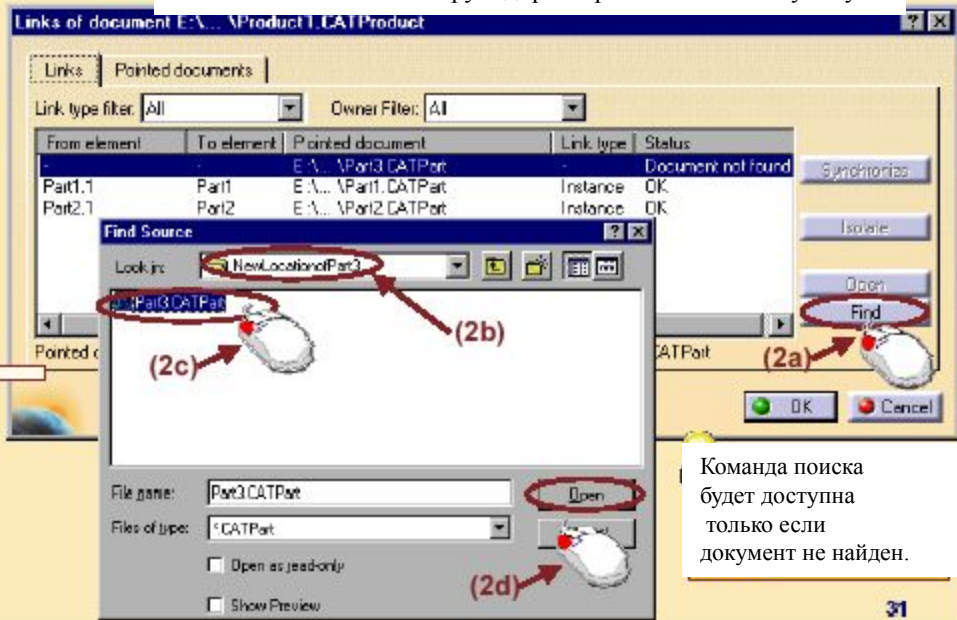 Links of document E:\... \Product1.CATProduct
Links Pointed documents
Link type filter: All Owner Filter: All
From element To element Pointed document Link type Status
- - E:\... \Part3.CATPart - Document not found
Part1.1 Part1 E:\... \Part1.CATPart Instance OK
Part2.1 Part2 E:\... \Part2.CATPart Instance OK
Synchronize
Isolate
Open
Find
(2a)
Pointed
CATPart
OK Cancel
Find Source
Look in: NewLocationofPart3
(2b)
Part3.CATPart
(2c)
File name: Part3.CATPart Open
Files of type: *.CATPart
Open as read-only
(2d)
Show Preview
Команда поиска
будет доступна
только если
документ не найден.
31